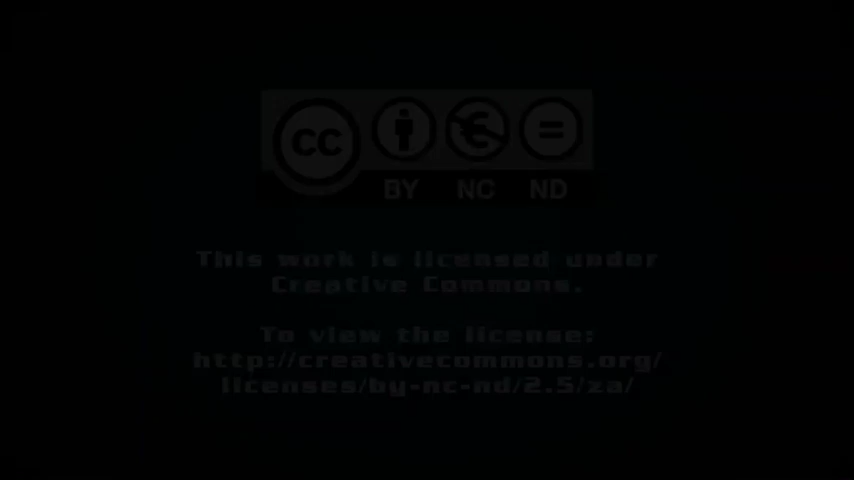 CC
BY NC ND
This work is licensed under
Creative Commons.
To view the license:
http://creativecommons.org/
licenses/by-nc-nd/2.5/za/